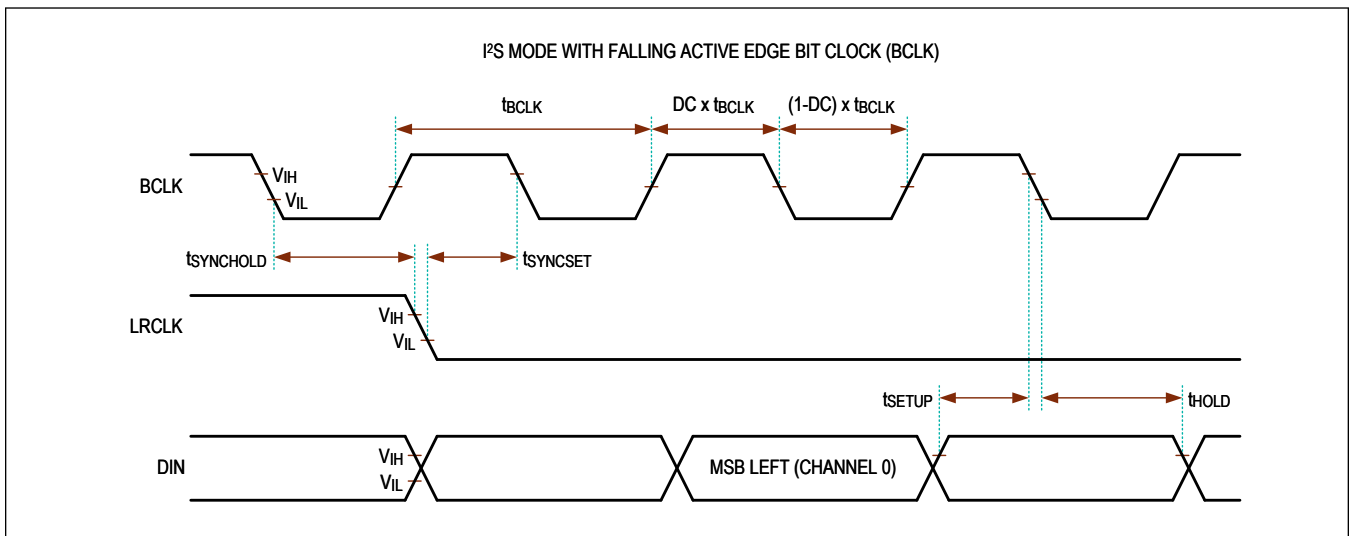 I²S MODE WITH FALLING ACTIVE EDGE BIT CLOCK (BCLK)
tBCLK
DC x tBCLK
(1-DC) x tBCLK
BCLK
VIH
VIL
tSYNCHOLD
tSYNCSET
LRCLK
VIH
VIL
tSETUP
tHOLD
DIN
VIH
VIL
MSB LEFT (CHANNEL 0)